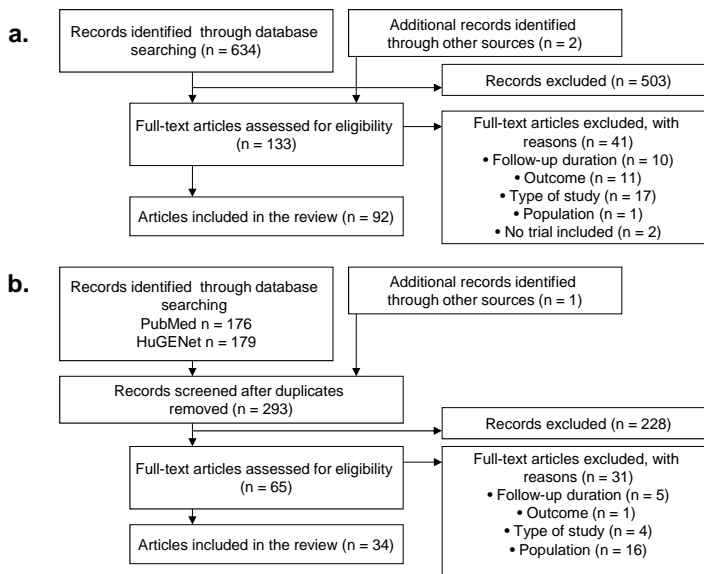 a.
Records identified through database
searching (n = 634)
Additional records identified
through other sources (n = 2)
Records excluded (n = 503)
Full-text articles assessed for eligibility
(n = 133)
Full-text articles excluded, with
reasons (n = 41)
• Follow-up duration (n = 10)
• Outcome (n = 11)
• Type of study (n = 17)
• Population (n = 1)
• No trial included (n = 2)
Articles included in the review (n = 92)
b.
Records identified through database
searching
PubMed n = 176
HuGENet n = 179
Additional records identified
through other sources (n = 1)
Records screened after duplicates
removed (n = 293)
Records excluded (n = 228)
Full-text articles assessed for eligibility
(n = 65)
Full-text articles excluded, with
reasons (n = 31)
• Follow-up duration (n = 5)
• Outcome (n = 1)
• Type of study (n = 4)
• Population (n = 16)
Articles included in the review (n = 34)